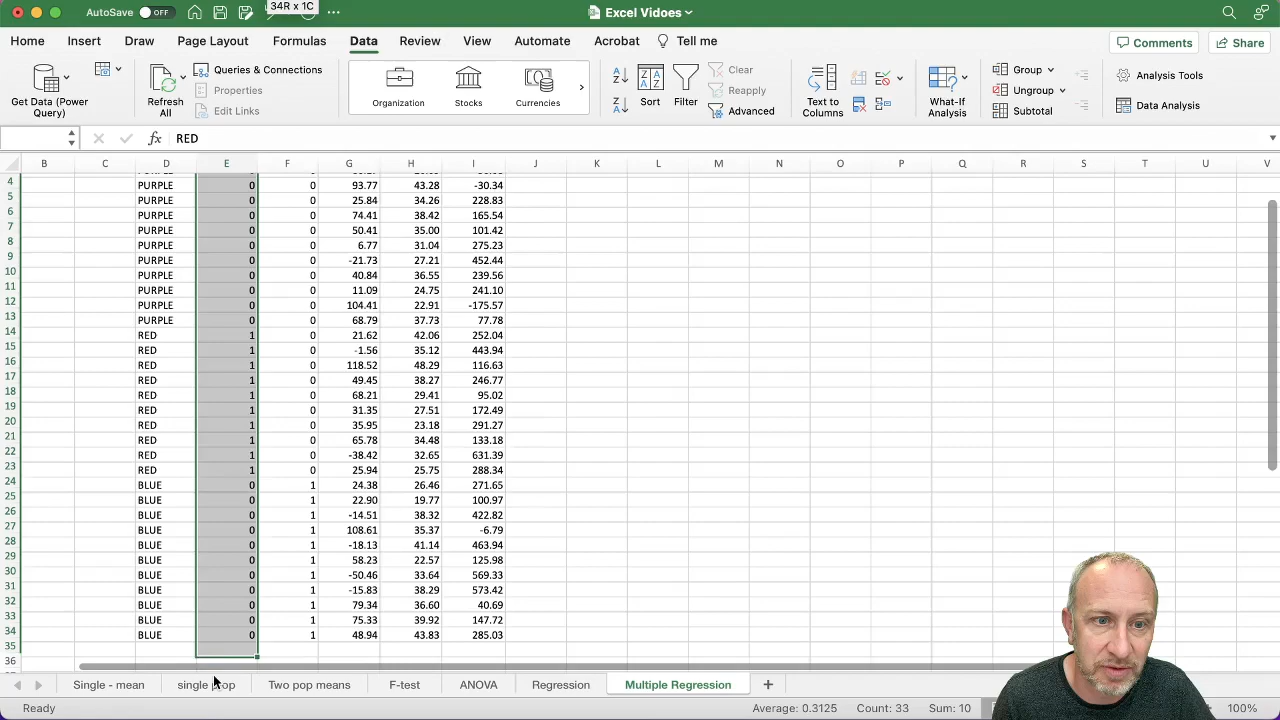 AutoSave OFF 34R x 1C ... Excel Vidoes
Home Insert Draw Page Layout Formulas Data Review View Automate Acrobat Tell me Comments Share
Get Data (Power Query) Refresh All Queries & Connections Properties Edit Links Organization Stocks Currencies Sort Filter Clear Reapply Advanced Text to Columns What-If Analysis Group Ungroup Subtotal Analysis Tools Data Analysis
fx RED
B C D E F G H I J K L M N O P Q R S T U V
4 PURPLE 0 0 93.77 43.28 -30.34
5 PURPLE 0 0 25.84 34.26 228.83
6 PURPLE 0 0 74.41 38.42 165.54
7 PURPLE 0 0 50.41 35.00 101.42
8 PURPLE 0 0 6.77 31.04 275.23
9 PURPLE 0 0 -21.73 27.21 452.44
10 PURPLE 0 0 40.84 36.55 239.56
11 PURPLE 0 0 11.09 24.75 241.10
12 PURPLE 0 0 104.41 22.91 -175.57
13 PURPLE 0 0 68.79 37.73 77.78
14 RED 1 0 21.62 42.06 252.04
15 RED 1 0 -1.56 35.12 443.94
16 RED 1 0 118.52 48.29 116.63
17 RED 1 0 49.45 38.27 246.77
18 RED 1 0 68.21 29.41 95.02
19 RED 1 0 31.35 27.51 172.49
20 RED 1 0 35.95 23.18 291.27
21 RED 1 0 65.78 34.48 133.18
22 RED 1 0 -38.42 32.65 631.39
23 RED 1 0 25.94 25.75 288.34
24 BLUE 0 1 24.38 26.46 271.65
25 BLUE 0 1 22.90 19.77 100.97
26 BLUE 0 1 -14.51 38.32 422.82
27 BLUE 0 1 108.61 35.37 -6.79
28 BLUE 0 1 -18.13 41.14 463.94
29 BLUE 0 1 58.23 22.57 125.98
30 BLUE 0 1 -50.46 33.64 569.33
31 BLUE 0 1 -15.83 38.29 573.42
32 BLUE 0 1 79.34 36.60 40.69
33 BLUE 0 1 75.33 39.92 147.72
34 BLUE 0 1 48.94 43.83 285.03
35
36
Single - mean single Two pop means F-test ANOVA Regression Multiple Regression +
Ready Average: 0.3125 Count: 33 Sum: 10 100%